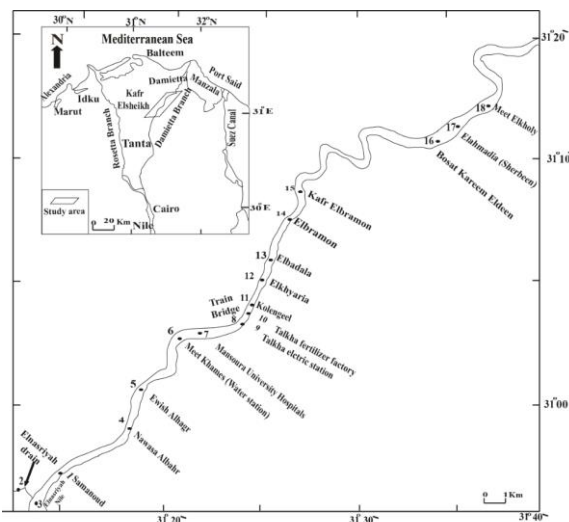 30°N
31°N
32°N
N
Mediterranean Sea
Balteem
Alexandria
Idku
Marut
Kafr
Elsheikh
Damietta
Manzala
Port Said
31°E
Rosetta Branch
Damietta Branch
Suez Canal
Tanta
Cairo
30°E
Nile
Study area
0 20 Km
31°20'
31°10'
31°00'
18 Meet Elkholy
17 Elahmadia (Sherbeen)
16 Bosat Kareem Eldeen
15 Kafr Elbramon
14 Elbramon
13 Elbadala
12 Elkhyaria
11 Kolengeel
Train
Bridge
10 Talkha fertilizer factory
9 Talkha elctric station
8
7 Mansoura University Hospitals
6 Meet Khames (Water station)
5 Ewish Alhagr
4 Nawasa Albahr
Elnasriyah
drain
1 Samanoud
2
3 Elnasriyah
Nile
0 1 Km
31°20'
31°30'
31°40'